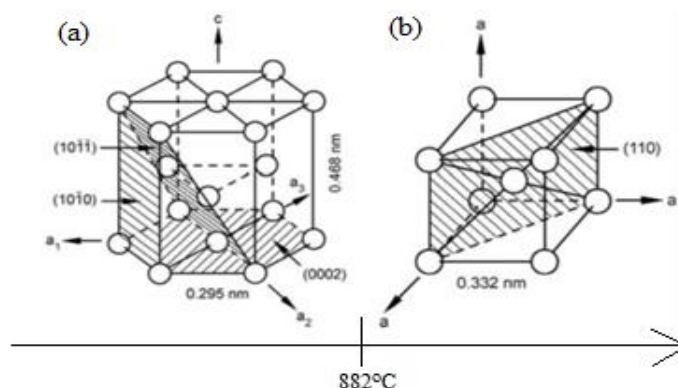 (a)
c
(101̄1̄)
(101̄0)
a₃
0.468 nm
a₁
(0002)
0.295 nm
a₂
(b)
a
(110)
a
0.332 nm
a
882°C